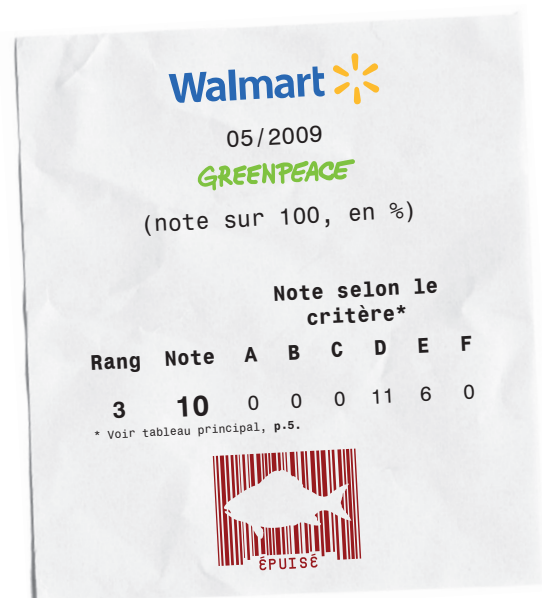 Walmart
05/2009
GREENPEACE
(note sur 100, en %)
Note selon le
critère*
Rang Note A B C D E F
3 10 0 0 0 11 6 0
* Voir tableau principal, p.5.
ÉPUISÉ